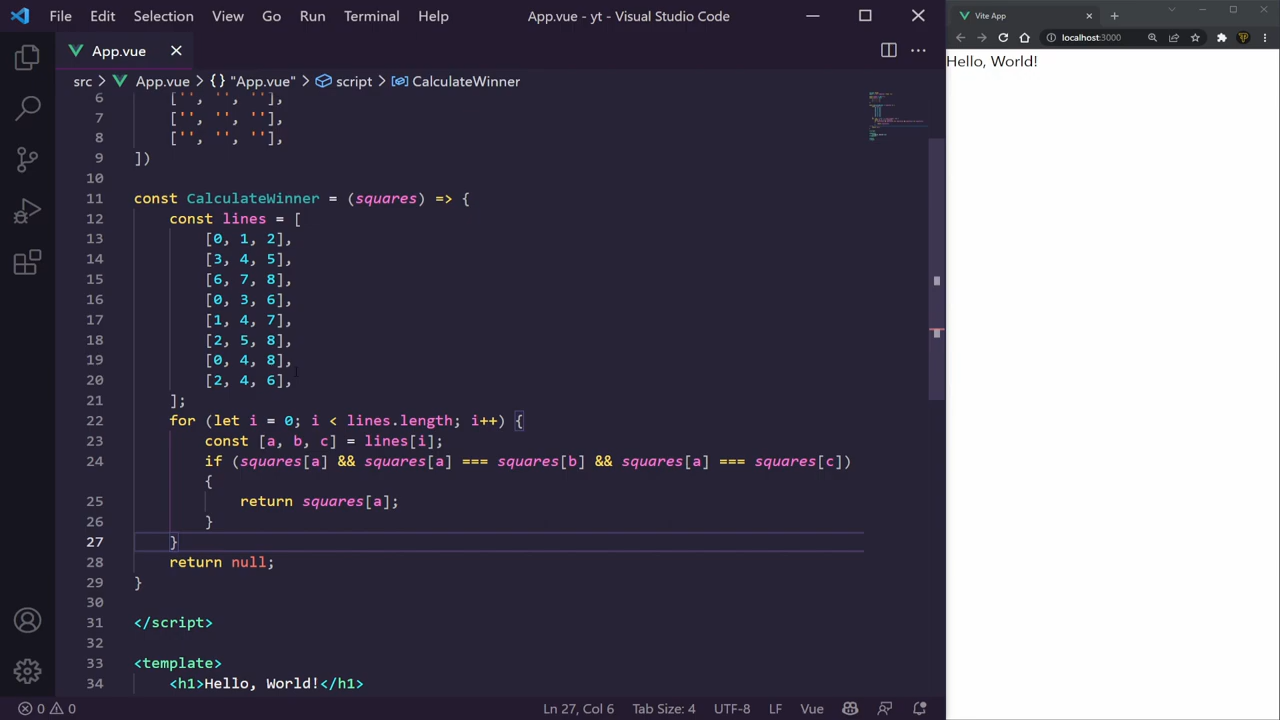 File Edit Selection View Go Run Terminal Help App.vue - yt - Visual Studio Code
Vite App
App.vue
localhost:3000
src > App.vue > {} "App.vue" > script > CalculateWinner
Hello, World!
6 ['', '', ''],
7 ['', '', ''],
8 ['', '', ''],
9 ])
10
11 const CalculateWinner = (squares) => {
12 const lines = [
13 [0, 1, 2],
14 [3, 4, 5],
15 [6, 7, 8],
16 [0, 3, 6],
17 [1, 4, 7],
18 [2, 5, 8],
19 [0, 4, 8],
20 [2, 4, 6],
21 ];
22 for (let i = 0; i < lines.length; i++) {
23 const [a, b, c] = lines[i];
24 if (squares[a] && squares[a] === squares[b] && squares[a] === squares[c])
{
25 return squares[a];
26 }
27 }
28 return null;
29 }
30
31 </script>
32
33 <template>
34 <h1>Hello, World!</h1>
0 0 Ln 27, Col 6 Tab Size: 4 UTF-8 LF Vue